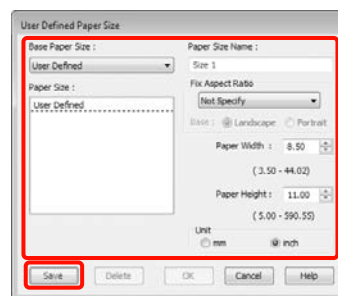 User Defined Paper Size
Base Paper Size :
User Defined
Paper Size :
User Defined
Paper Size Name :
Size 1
Fix Aspect Ratio
Not Specify
Base : Landscape Portrait
Paper Width : 8.50
( 3.50 - 44.02)
Paper Height : 11.00
( 5.00 - 590.55)
Unit
mm inch
Save Delete OK Cancel Help